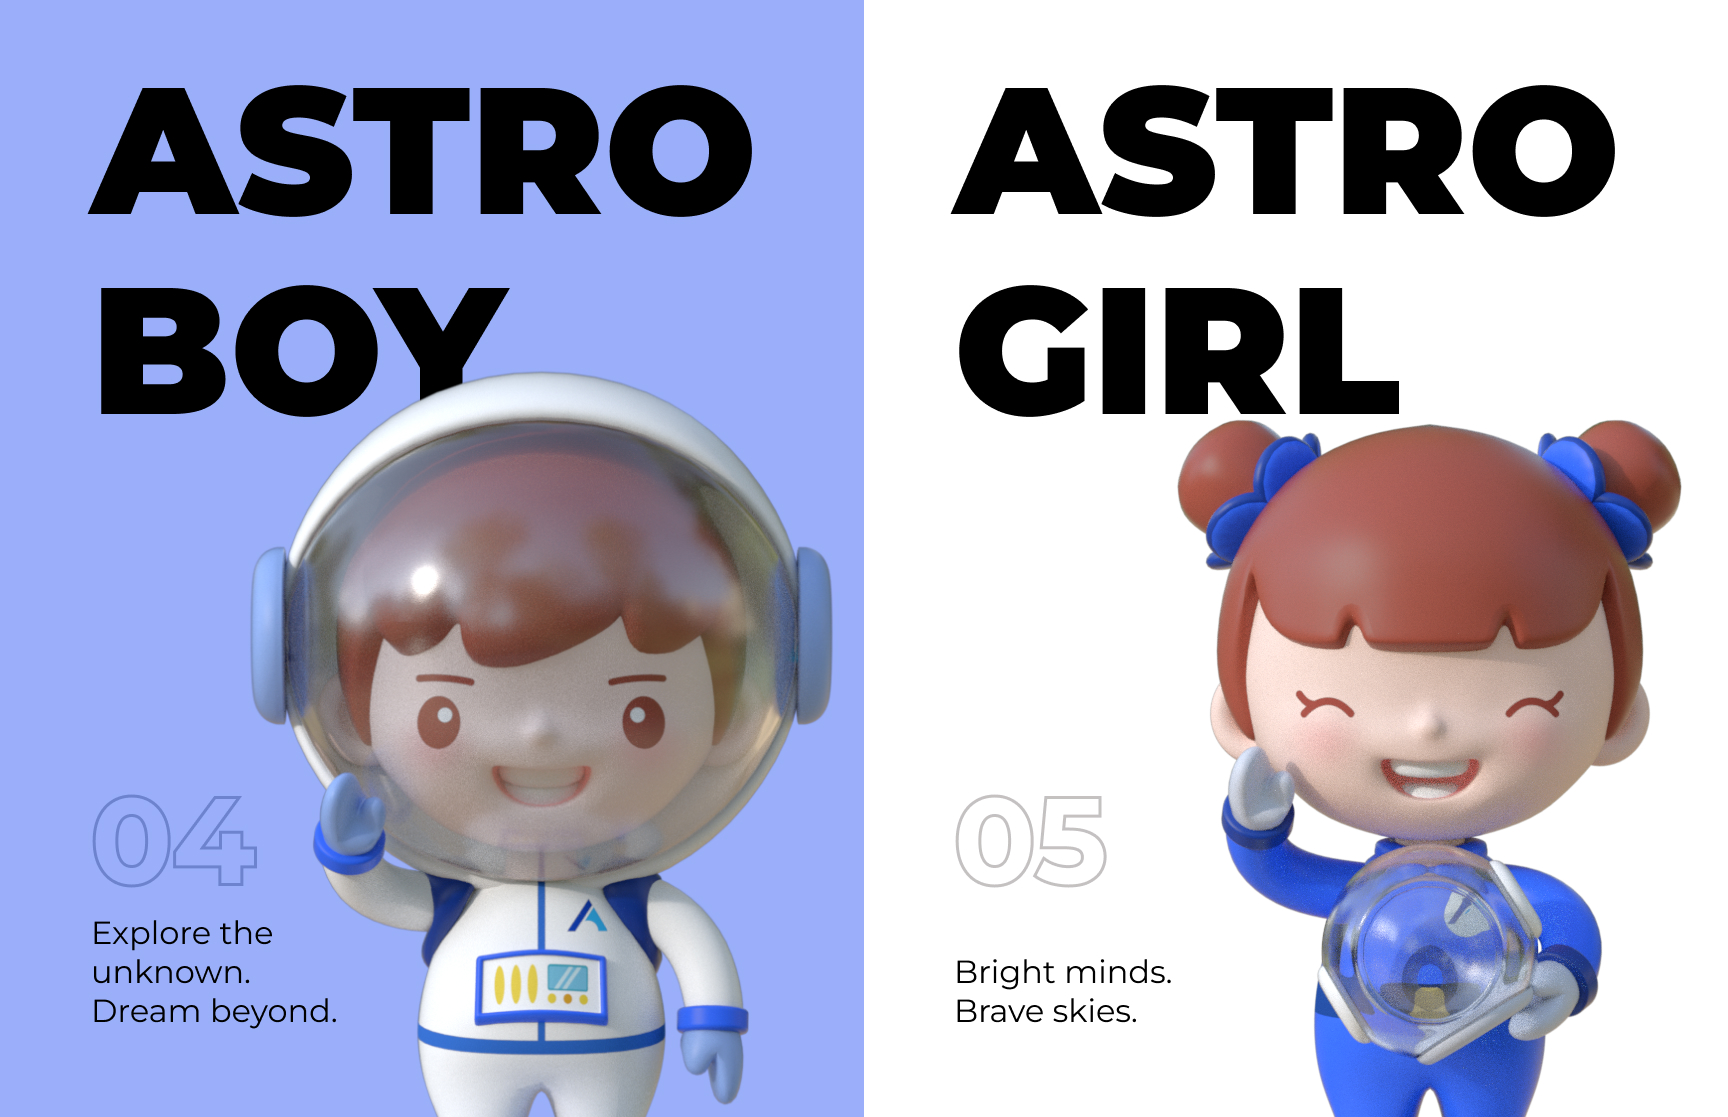 ASTRO
BOY
04
Explore the
unknown.
Dream beyond.
ASTRO
GIRL
05
Bright minds.
Brave skies.